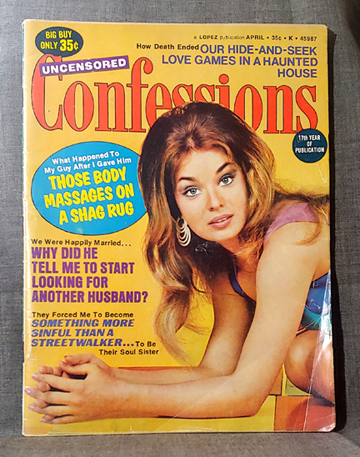 BIG BUY
ONLY 35¢
a LOPEZ publication APRIL • 35c • K • 45987
How Death Ended OUR HIDE-AND-SEEK
LOVE GAMES IN A HAUNTED
HOUSE
UNCENSORED
Confessions
17th YEAR
OF
PUBLICATION
What Happened To
My Guy After I Gave Him
THOSE BODY
MASSAGES ON
A SHAG RUG
We Were Happily Married...
WHY DID HE
TELL ME TO START
LOOKING FOR
ANOTHER HUSBAND?
They Forced Me To Become
SOMETHING MORE
SINFUL THAN A
STREETWALKER... To Be
Their Soul Sister